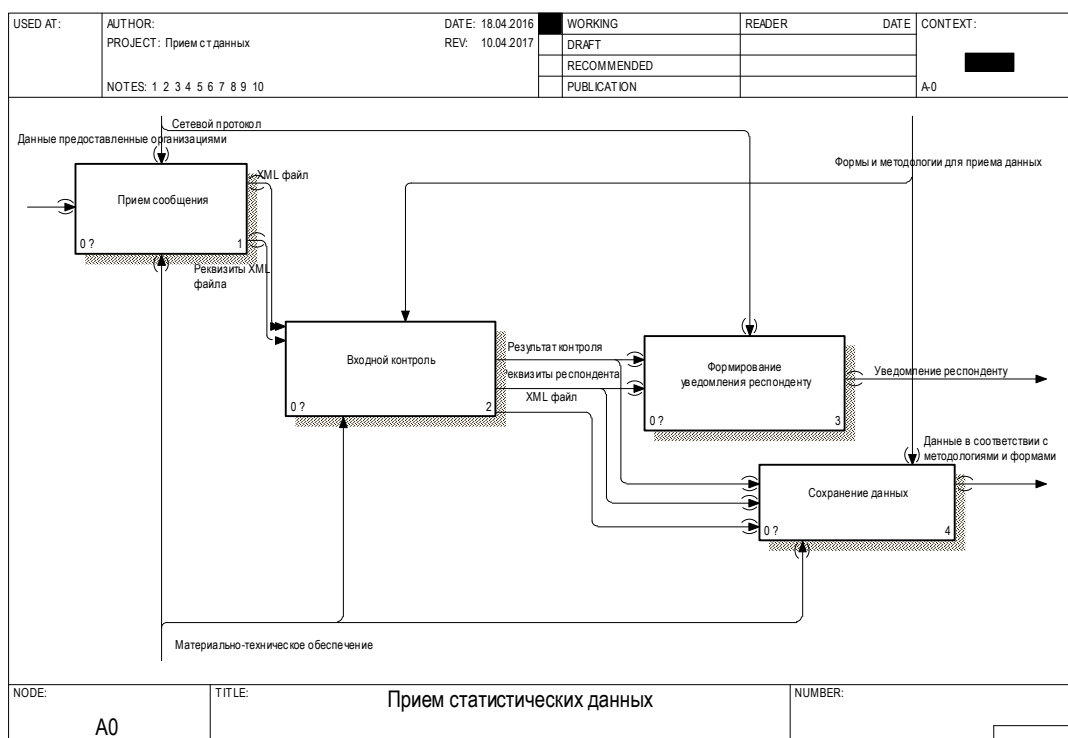 USED AT:
AUTHOR:
DATE: 18.04.2016
WORKING
READER
DATE
CONTEXT:
PROJECT: Прием ст данных
REV: 10.04.2017
DRAFT
RECOMMENDED
NOTES: 1 2 3 4 5 6 7 8 9 10
PUBLICATION
A-0
Сетевой протокол
Данные предоставленные организациями
Формы и методологии для приема данных
XML файл
Прием сообщения
0 ?
1
Реквизиты XML
файла
Входной контроль
0 ?
2
Результат контроля
Реквизиты респондента
XML файл
Формирование
уведомления респонденту
0 ?
3
Уведомление респонденту
Данные в соответствии с
методологиями и формами
Сохранение данных
0 ?
4
Материально-техническое обеспечение
NODE:
TITLE:
Прием статистических данных
NUMBER:
A0